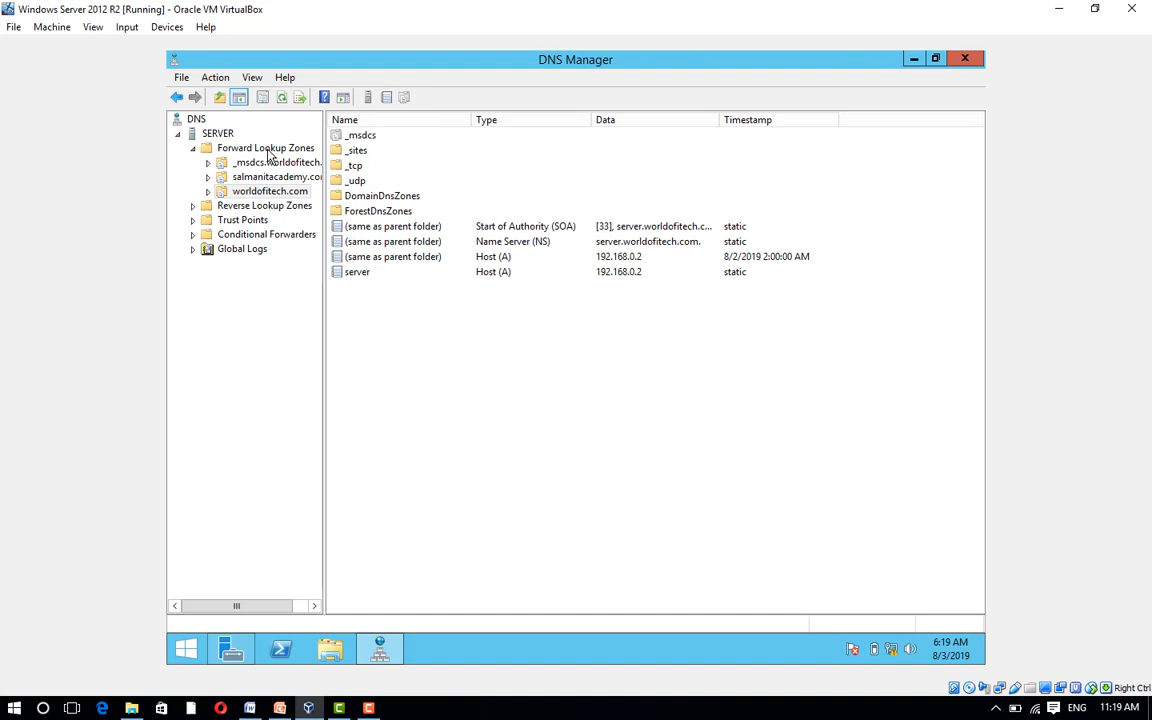 Windows Server 2012 R2 [Running] - Oracle VM VirtualBox
File Machine View Input Devices Help
DNS Manager
File Action View Help
DNS
SERVER
Forward Lookup Zones
_msdcs.worldofitech.
salmanitacademy.co
worldofitech.com
Reverse Lookup Zones
Trust Points
Conditional Forwarders
Global Logs
Name Type Data Timestamp
_msdcs
_sites
_tcp
_udp
DomainDnsZones
ForestDnsZones
(same as parent folder) Start of Authority (SOA) [33], server.worldofitech.c... static
(same as parent folder) Name Server (NS) server.worldofitech.com. static
(same as parent folder) Host (A) 192.168.0.2 8/2/2019 2:00:00 AM
server Host (A) 192.168.0.2 static
6:19 AM
8/3/2019
Right Ctrl
ENG 11:19 AM